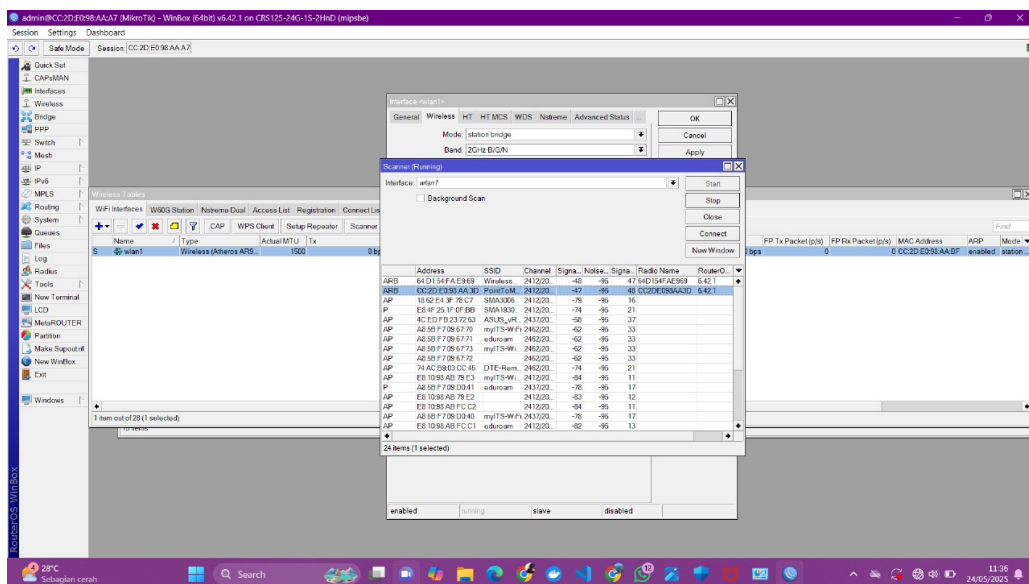 admin@CC:2D:E0:98:AA:A7 (MikroTik) - WinBox (64bit) v6.42.1 on CRS125-24G-1S-2HnD (mipsbe)
Session Settings Dashboard
Safe Mode Session: CC:2D:E0:98:AA:A7
Quick Set
CAPsMAN
Interfaces
Wireless
Bridge
PPP
Switch
Mesh
IP
IPv6
MPLS
Routing
System
Queues
Files
Log
Radius
Tools
New Terminal
LCD
MetaROUTER
Partition
Make Supout.rif
New WinBox
Exit
Windows
RouterOS WinBox
Interface <wlan1>
General Wireless HT HT MCS WDS Nstreme Advanced Status ...
Mode: station bridge
Band: 2GHz-B/G/N
OK
Cancel
Apply
Wireless Tables
WiFi Interfaces W60G Station Nstreme Dual Access List Registration Connect Lis
CAP WPS Client Setup Repeater Scanner
Find
Name Type Actual MTU Tx
FP Tx Packet (p/s) FP Rx Packet (p/s) MAC Address ARP Mode
S wlan1 Wireless (Atheros AR9... 1500 0 bp
bps 0 0 CC:2D:E0:98:AA:BF enabled station...
1 item out of 28 (1 selected)
Scanner (Running)
Interface: wlan1
Background Scan
Start
Stop
Close
Connect
New Window
Address SSID Channel Signa... Noise... Signa... Radio Name RouterO...
ARB 64:D1:54:FA:E9:69 Wireless... 2412/20... -48 -95 47 64D154FAE969 6.42.1
ARB CC:2D:E0:98:AA:3D PointToM... 2412/20... -47 -95 48 CC2DE098AA3D 6.42.1
AP 18:62:E4:3F:78:C7 SMA3006... 2412/20... -79 -95 16
P E8:4F:25:1F:0F:BB SMA1930... 2412/20... -74 -95 21
AP 4C:ED:FB:23:72:63 ASUS_vR... 2437/20... -58 -95 37
AP A8:5B:F7:09:67:70 myITS-WiFi 2462/20... -62 -95 33
AP A8:5B:F7:09:67:71 eduroam 2462/20... -62 -95 33
AP A8:5B:F7:09:67:73 myITS-Wi... 2462/20... -62 -95 33
AP A8:5B:F7:09:67:72 2462/20... -62 -95 33
AP 74:AC:B9:03:CC:45 DTE-Rem... 2462/20... -74 -95 21
AP E8:10:98:AB:79:E3 myITS-Wi... 2412/20... -84 -95 11
P A8:5B:F7:09:D0:41 eduroam 2437/20... -78 -95 17
AP E8:10:98:AB:79:E2 2412/20... -83 -95 12
AP E8:10:98:AB:FC:C2 2412/20... -84 -95 11
AP A8:5B:F7:09:D0:40 myITS-WiFi 2437/20... -78 -95 17
AP E8:10:98:AB:FC:C1 eduroam 2412/20... -82 -95 13
24 items (1 selected)
enabled running slave disabled
28°C
Sebagian cerah
Search
11:36
24/05/2025